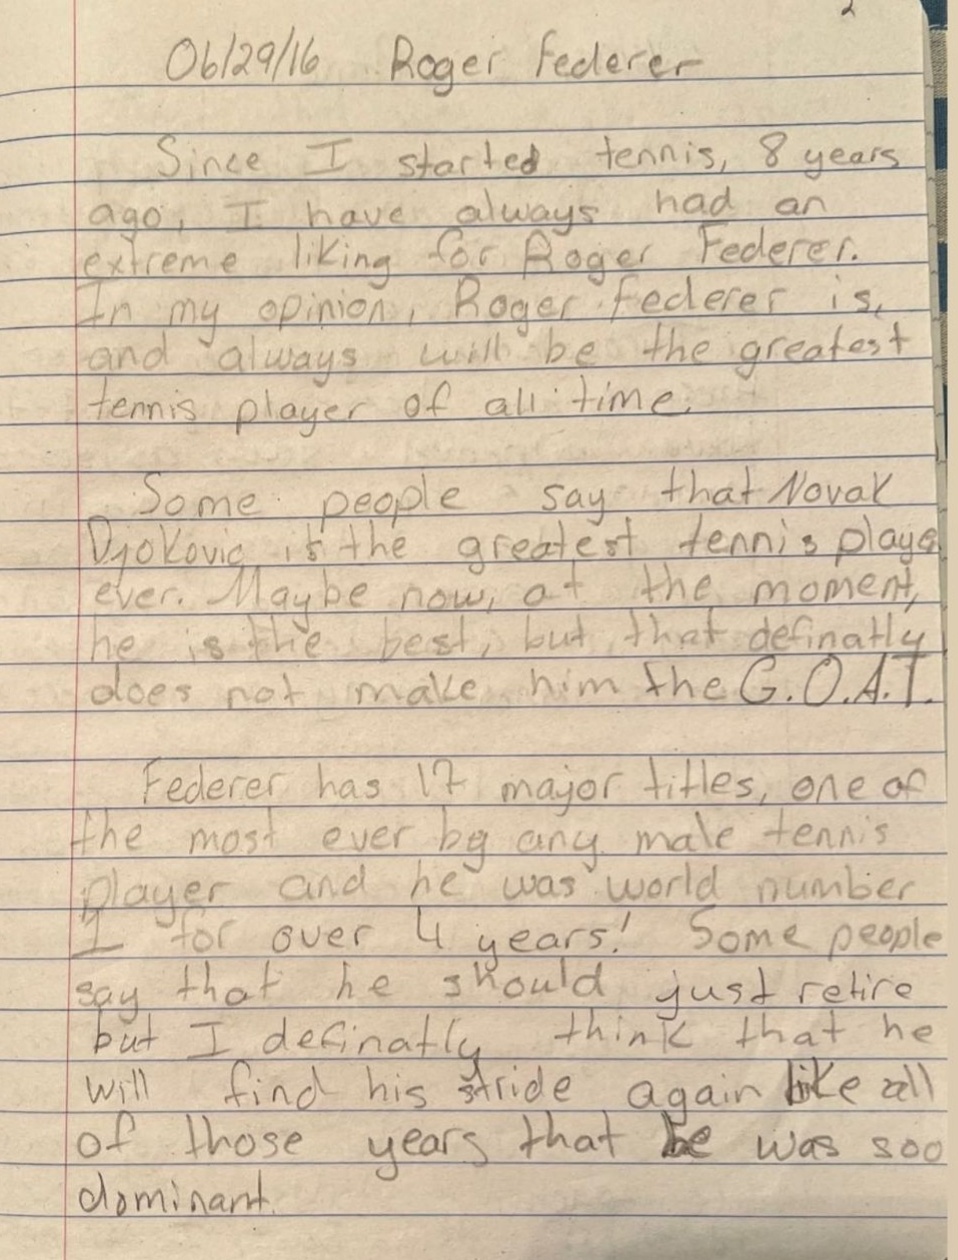 2
06/29/16 Roger Federer
Since I started tennis, 8 years
ago, I have always had an
extreme liking for Roger Federer.
In my opinion, Roger Federer is,
and always will be the greatest
tennis player of all time.
Some people say that Novak
Djokovic is the greatest tennis playe
ever. Maybe now, at the moment,
he is the best, but that definatly
does not make him the G.O.A.T.
Federer has 17 major titles, one of
the most ever by any male tennis
player and he was world number
1 for over 4 years! Some people
say that he should just retire
but I definatly think that he
will find his stride again like all
of those years that he was soo
dominant.